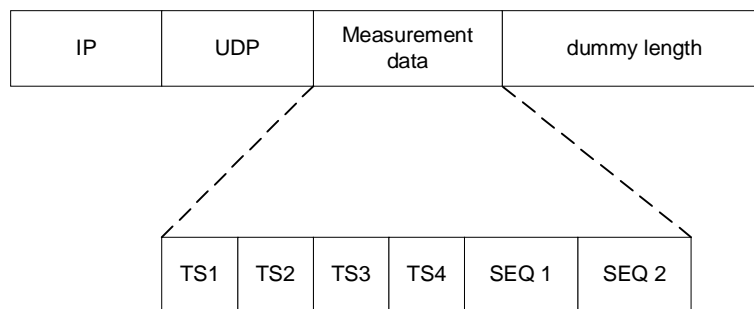 IP
UDP
Measurement
data
dummy length
TS1
TS2
TS3
TS4
SEQ 1
SEQ 2